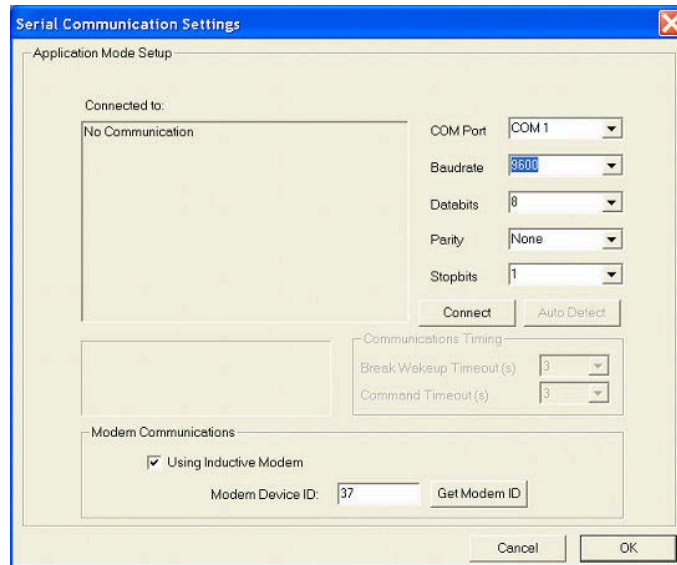 Serial Communication Settings
Application Mode Setup
Connected to:
No Communication
COM Port
COM 1
Baudrate
9600
Databits
8
Parity
None
Stopbits
1
Connect
Auto Detect
Communications Timing
Break Wakeup Timeout (s)
3
Command Timeout (s)
3
Modem Communications
Using Inductive Modem
Modem Device ID:
37
Get Modem ID
Cancel
OK